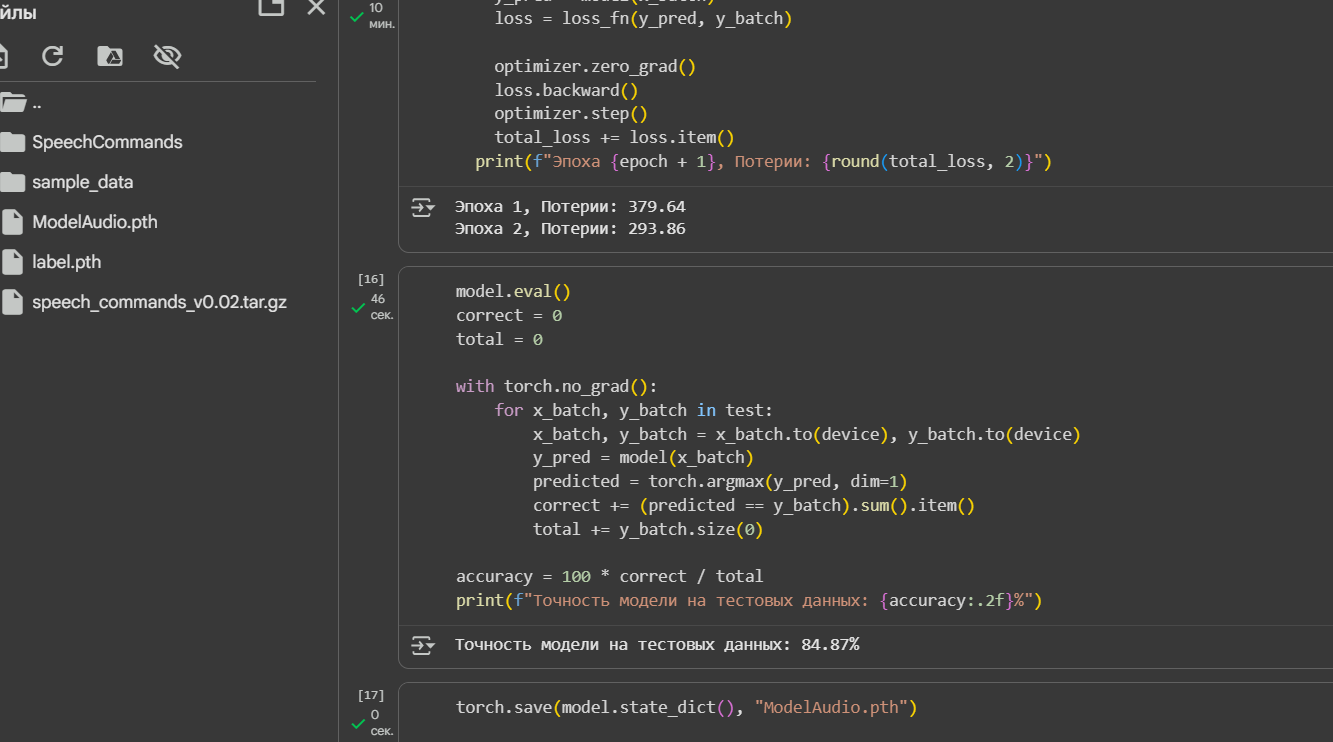 йлы
..
SpeechCommands
sample_data
ModelAudio.pth
label.pth
speech_commands_v0.02.tar.gz
10
мин.
loss = loss_fn(y_pred, y_batch)
optimizer.zero_grad()
loss.backward()
optimizer.step()
total_loss += loss.item()
print(f"Эпоха {epoch + 1}, Потерии: {round(total_loss, 2)}")
Эпоха 1, Потерии: 379.64
Эпоха 2, Потерии: 293.86
[16]
46
сек.
model.eval()
correct = 0
total = 0
with torch.no_grad():
for x_batch, y_batch in test:
x_batch, y_batch = x_batch.to(device), y_batch.to(device)
y_pred = model(x_batch)
predicted = torch.argmax(y_pred, dim=1)
correct += (predicted == y_batch).sum().item()
total += y_batch.size(0)
accuracy = 100 * correct / total
print(f"Точность модели на тестовых данных: {accuracy:.2f}%")
Точность модели на тестовых данных: 84.87%
[17]
0
сек.
torch.save(model.state_dict(), "ModelAudio.pth")